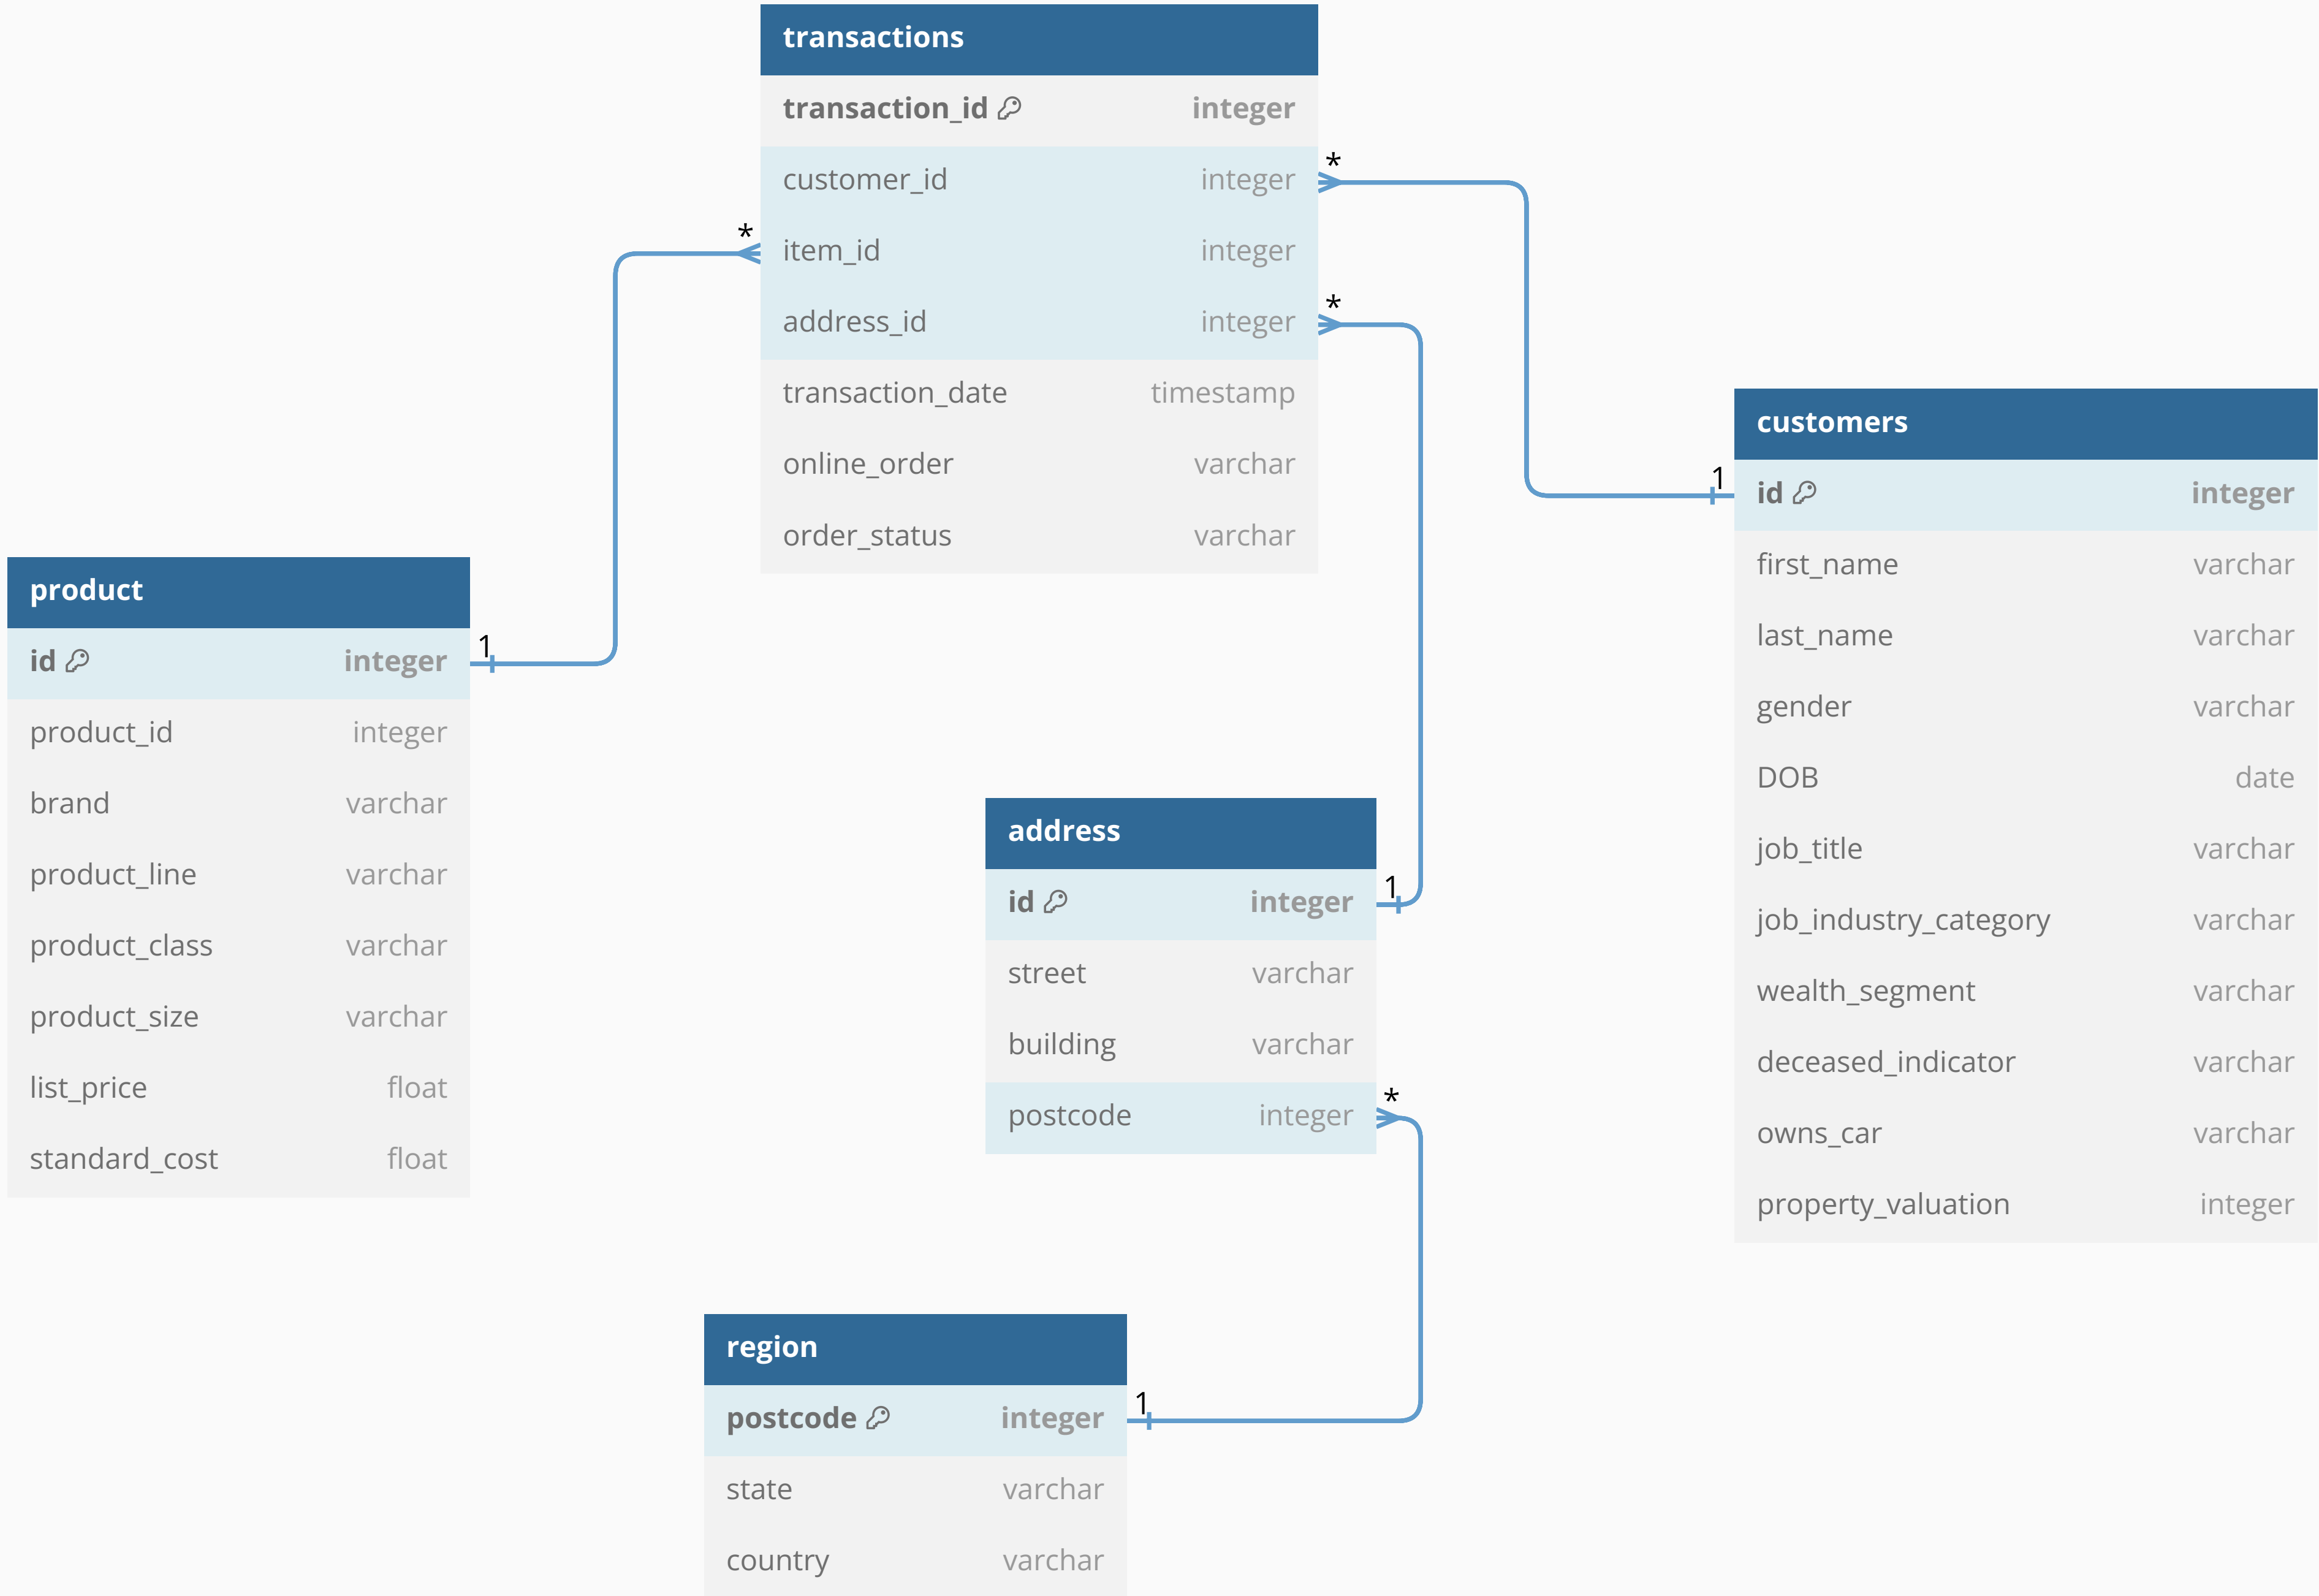 transactions
transaction_id integer
customer_id integer
item_id integer
address_id integer
transaction_date timestamp
online_order varchar
order_status varchar
*
*
*
product
id integer
product_id integer
brand varchar
product_line varchar
product_class varchar
product_size varchar
list_price float
standard_cost float
1
customers
id integer
first_name varchar
last_name varchar
gender varchar
DOB date
job_title varchar
job_industry_category varchar
wealth_segment varchar
deceased_indicator varchar
owns_car varchar
property_valuation integer
1
address
id integer
street varchar
building varchar
postcode integer
1
*
region
postcode integer
state varchar
country varchar
1